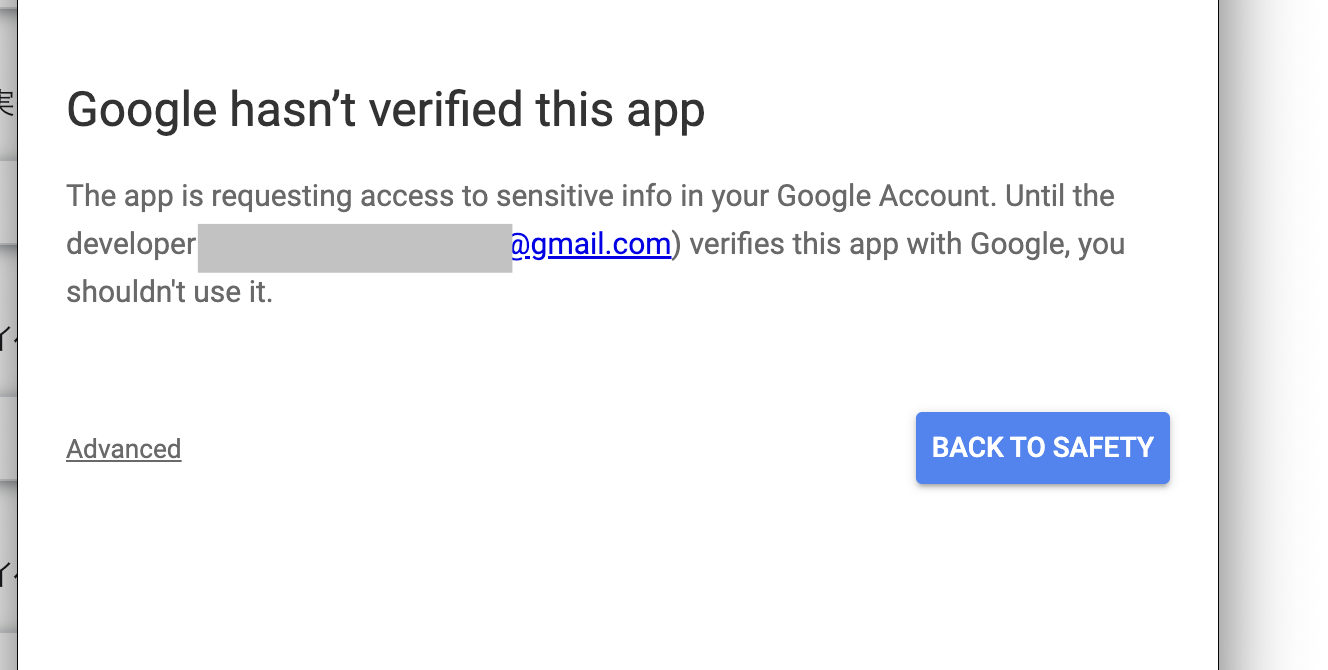 Google hasn’t verified this app
The app is requesting access to sensitive info in your Google Account. Until the
developer @gmail.com) verifies this app with Google, you
shouldn't use it.
Advanced
BACK TO SAFETY
実